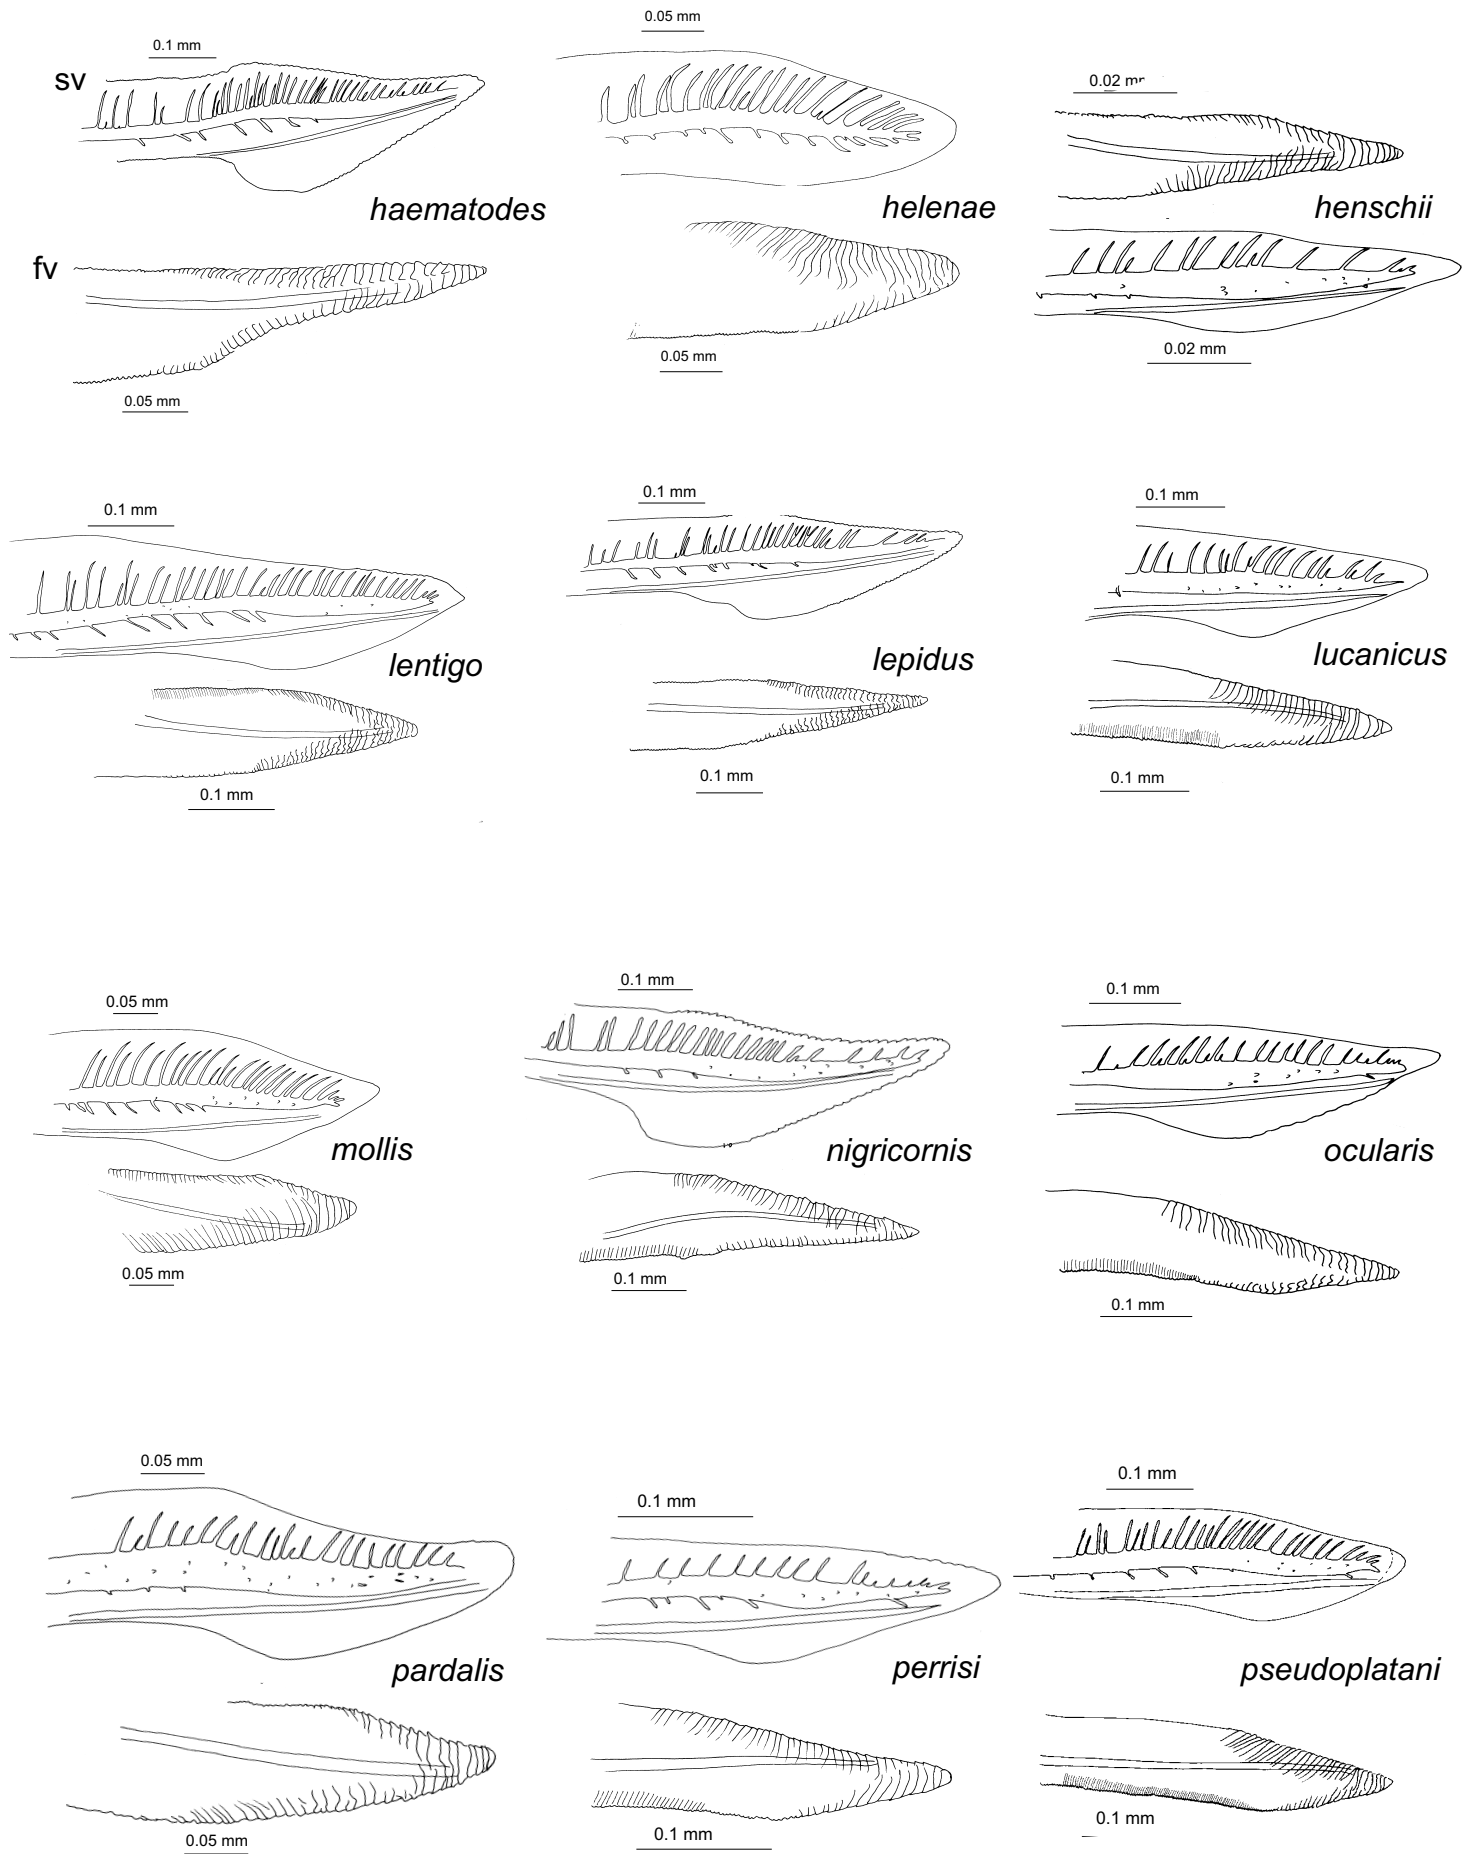 0.05 mm
0.1 mm
sv
0.02 mr
haematodes
helenae
henschii
fv
0.05 mm
0.05 mm
0.02 mm
0.1 mm
0.1 mm
0.1 mm
lentigo
lepidus
lucanicus
0.1 mm
0.1 mm
0.1 mm
0.05 mm
0.1 mm
0.1 mm
mollis
nigricornis
ocularis
0.05 mm
0.1 mm
0.1 mm
0.05 mm
0.1 mm
0.1 mm
pardalis
perrisi
pseudoplatani
0.05 mm
0.1 mm
0.1 mm